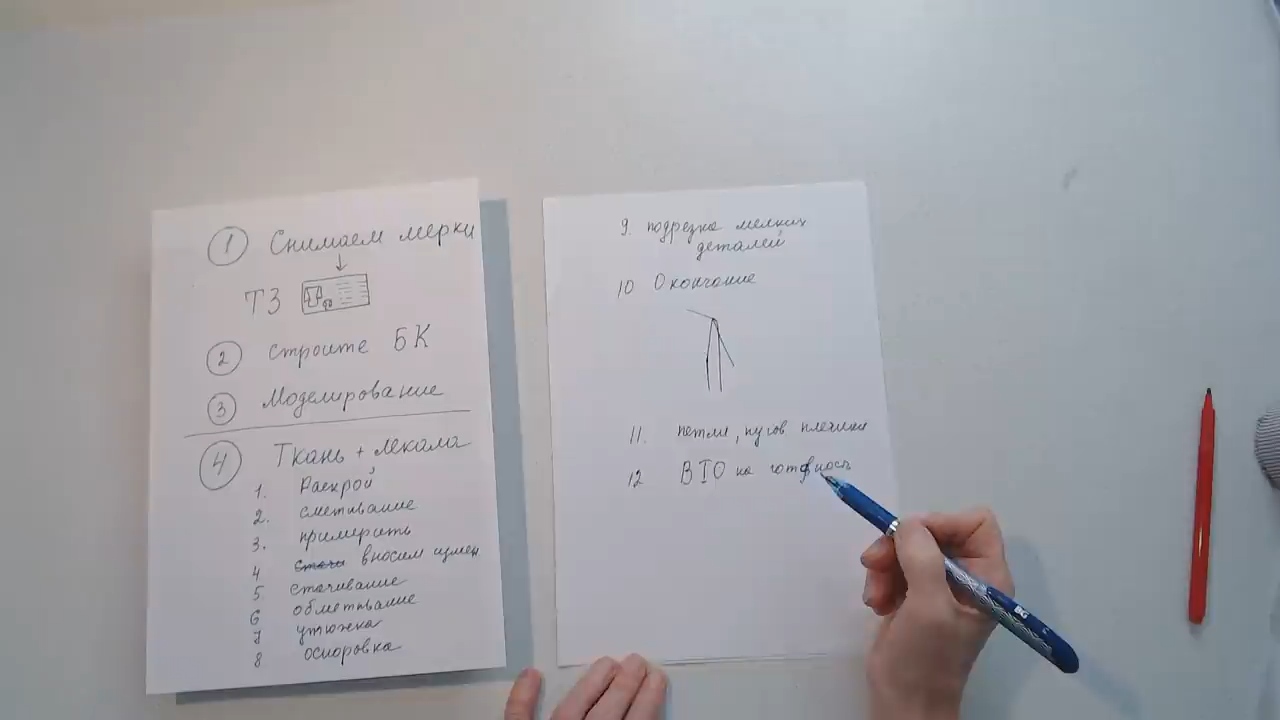 1 Снимаем мерки
ТЗ
2 строите БК
3 Моделирование
4 Ткань + лекала
1. Раскрой
2. сметывание
3. примерить
4 вносим измен
5 стачивание
6 обметывание
7 утюжка
8 осноровка
9. подрезка мелких
деталей
10 Окончание
11. петли, пугов плечики
12 ВТО на готовность